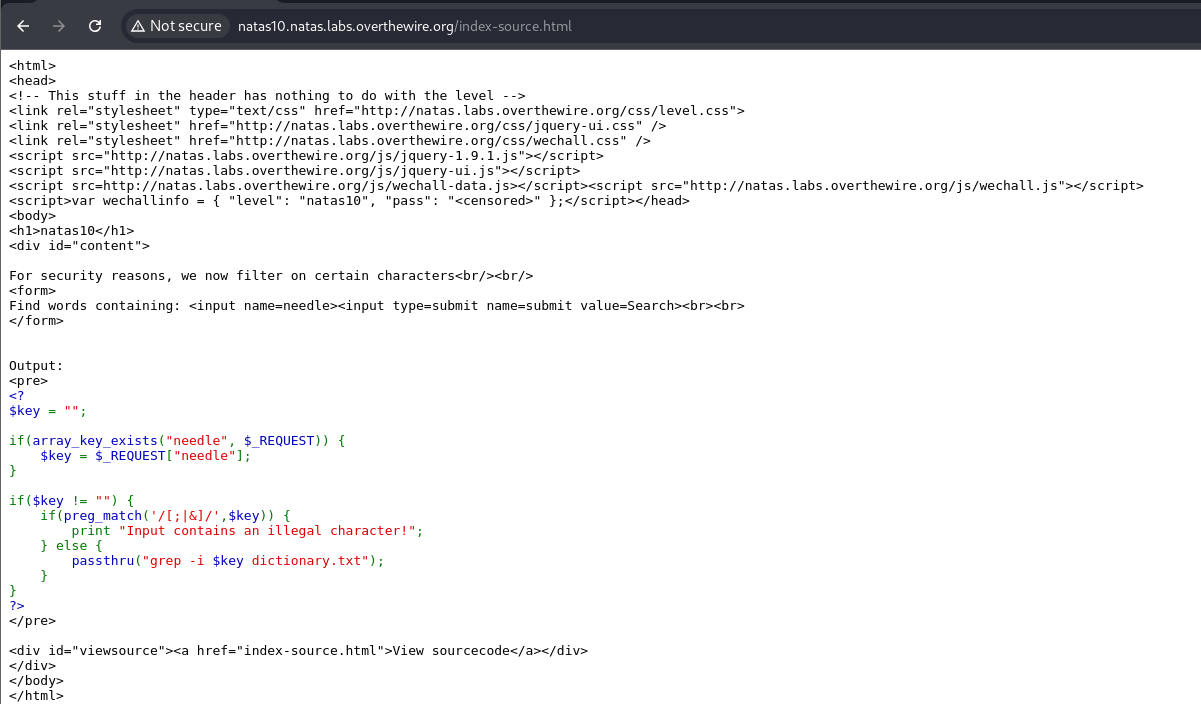 Not secure natas10.natas.labs.overthewire.org/index-source.html
<html>
<head>
<!-- This stuff in the header has nothing to do with the level -->
<link rel="stylesheet" type="text/css" href="http://natas.labs.overthewire.org/css/level.css">
<link rel="stylesheet" href="http://natas.labs.overthewire.org/css/jquery-ui.css" />
<link rel="stylesheet" href="http://natas.labs.overthewire.org/css/wechall.css" />
<script src="http://natas.labs.overthewire.org/js/jquery-1.9.1.js"></script>
<script src="http://natas.labs.overthewire.org/js/jquery-ui.js"></script>
<script src=http://natas.labs.overthewire.org/js/wechall-data.js></script><script src="http://natas.labs.overthewire.org/js/wechall.js"></script>
<script>var wechallinfo = { "level": "natas10", "pass": "<censored>" };</script></head>
<body>
<h1>natas10</h1>
<div id="content">

For security reasons, we now filter on certain characters<br/><br/>
<form>
Find words containing: <input name=needle><input type=submit name=submit value=Search><br><br>
</form>


Output:
<pre>
<?
$key = "";

if(array_key_exists("needle", $_REQUEST)) {
    $key = $_REQUEST["needle"];
}

if($key != "") {
    if(preg_match('/[;|&]/',$key)) {
        print "Input contains an illegal character!";
    } else {
        passthru("grep -i $key dictionary.txt");
    }
}
?>
</pre>

<div id="viewsource"><a href="index-source.html">View sourcecode</a></div>
</div>
</body>
</html>